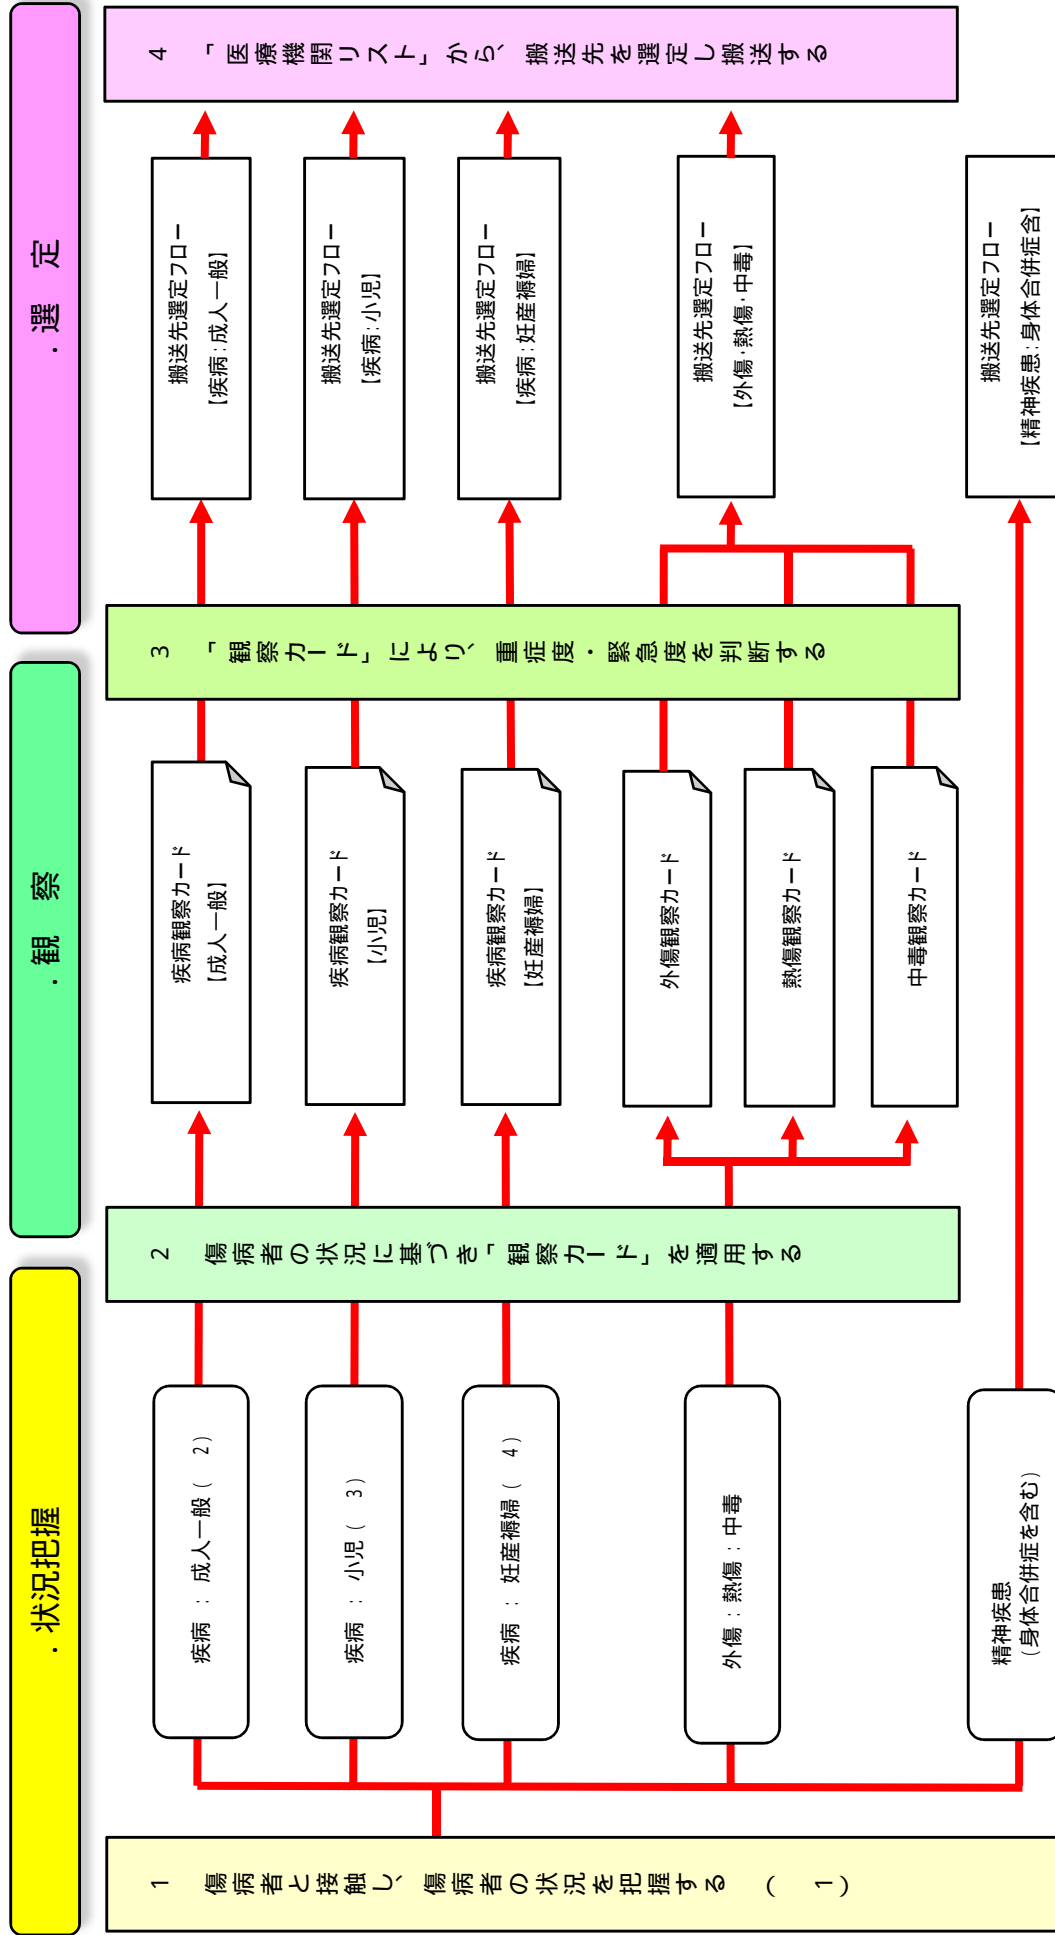 ．状況把握
．観　察
．選　定
1　傷病者と接触し、傷病者の状況を把握する　（　1）
疾病 ： 成人一般（　2）
疾病 ： 小児（　3）
疾病 ： 妊産褥婦（　4）
外傷：熱傷：中毒
精神疾患
（身体合併症を含む）
2　傷病者の状況に基づき「観察カード」を適用する
疾病観察カード
【成人一般】
疾病観察カード
【小児】
疾病観察カード
【妊産褥婦】
外傷観察カード
熱傷観察カード
中毒観察カード
3　「観察カード」により、重症度・緊急度を判断する
搬送先選定フロー
【疾病：成人一般】
搬送先選定フロー
【疾病：小児】
搬送先選定フロー
【疾病：妊産褥婦】
搬送先選定フロー
【外傷・熱傷・中毒】
搬送先選定フロー
【精神疾患：身体合併症含】
4　「医療機関リスト」から、搬送先を選定し搬送する